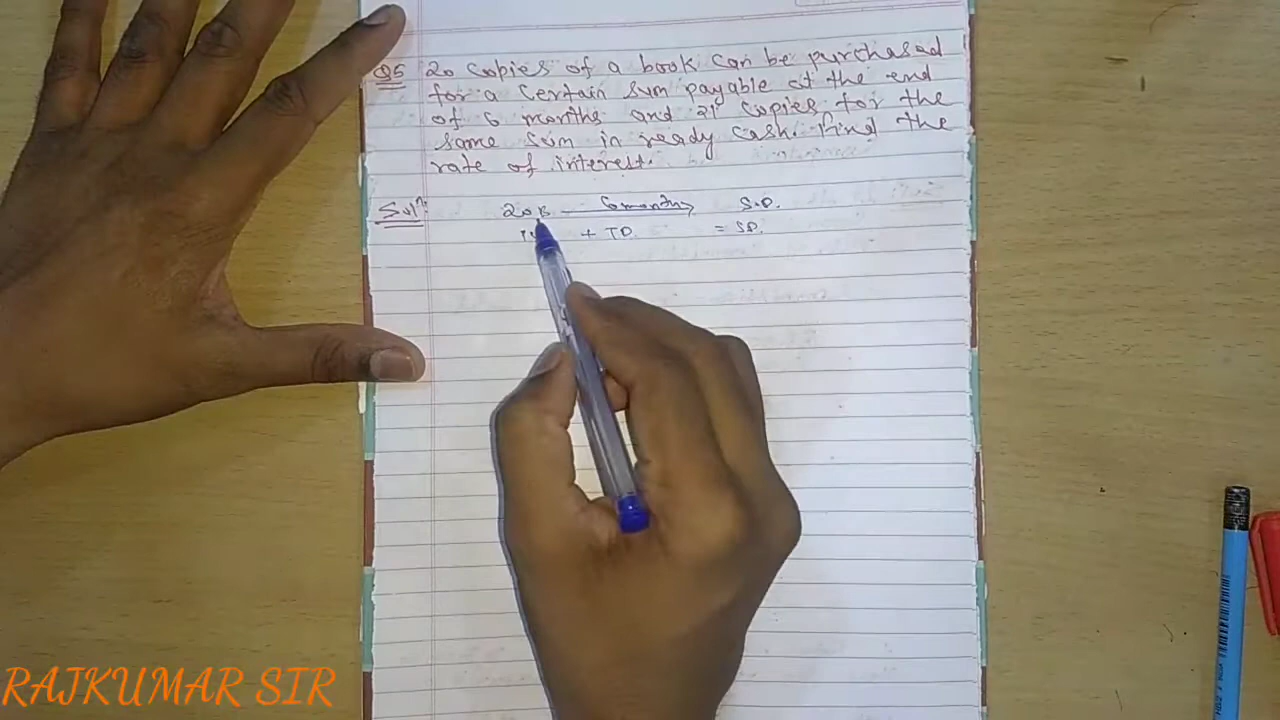 Q5 20 copies of a book can be purchased
for a certain sum payable at the end
of 6 months and 21 copies for the
same sum in ready cash. Find the
rate of interest.
Solⁿ: 20x 6 months S.D.
+ TD = SD.
RAJKUMAR SIR